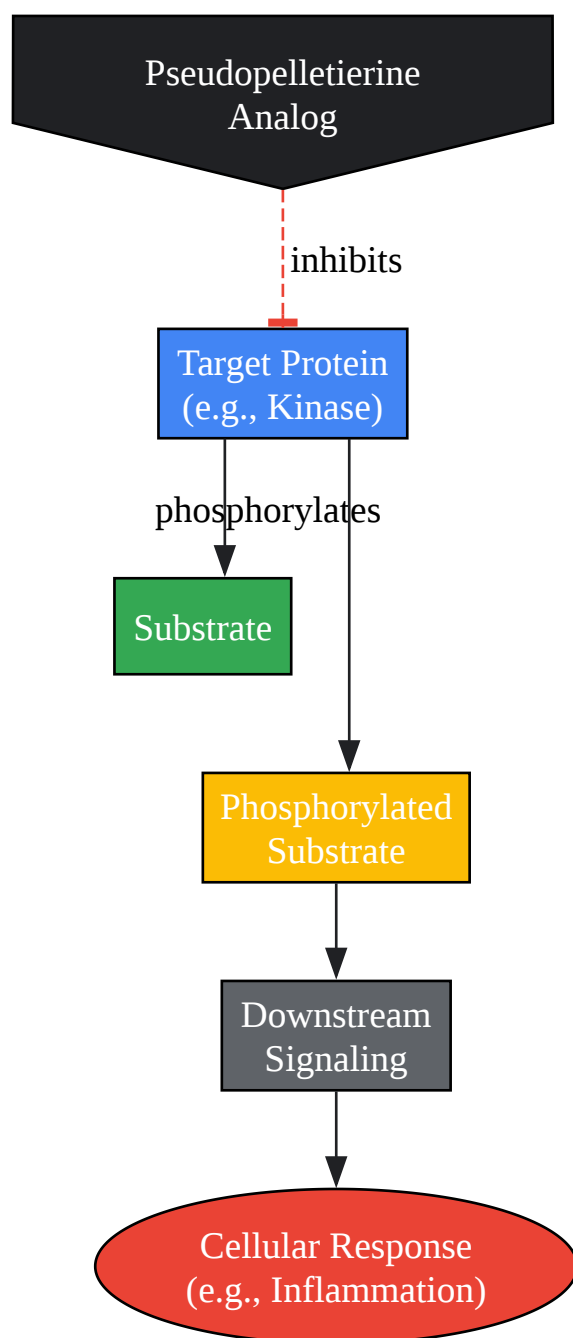 Pseudopelletierine
Analog
inhibits
Target Protein
(e.g., Kinase)
phosphorylates
Substrate
Phosphorylated
Substrate
Downstream
Signaling
Cellular Response
(e.g., Inflammation)